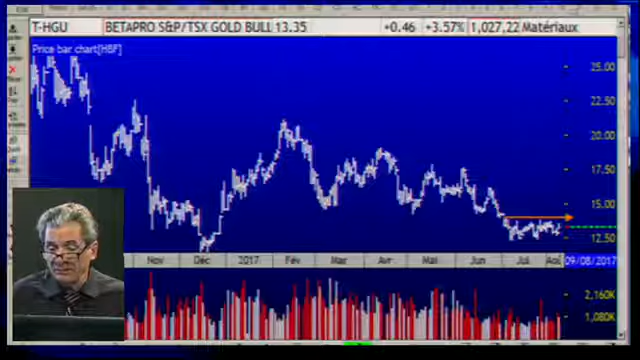 T-HGU BETAPRO S&P/TSX GOLD BULL 13.35 +0.46 +3.57% 1,027,22 Matériaux
Price bar chart[HBF]
25.00
22.50
20.00
17.50
15.00
12.50
Nov Déc 2017 Fév Mar Avr Mai Jun Jul Aoû 09/08/2017
2,160K
1,080K